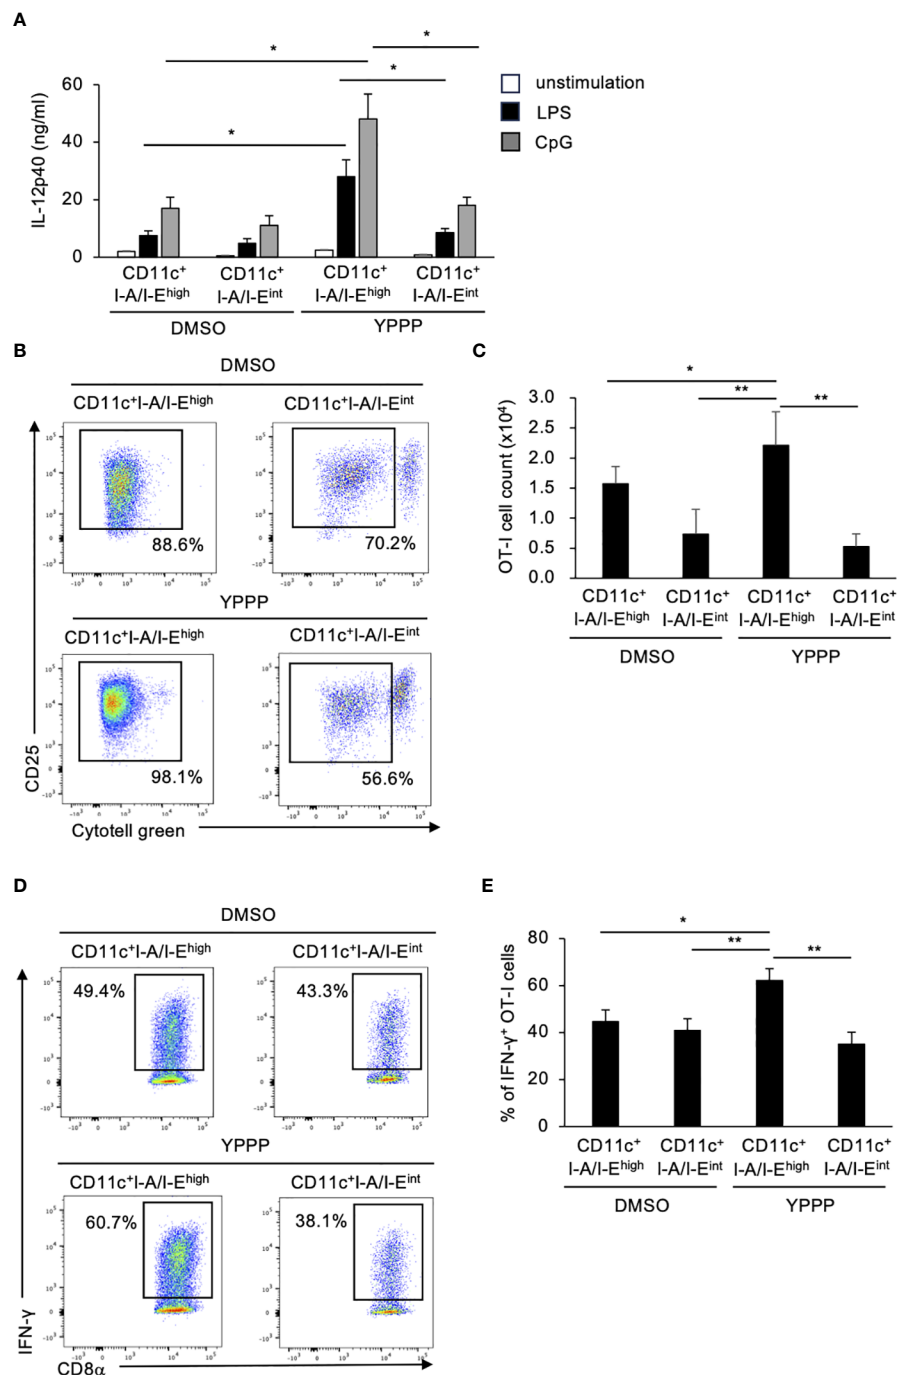 A
IL-12p40 (ng/ml)
60
40
20
0
*
*
*
*
unstimulation
LPS
CpG
CD11c⁺ CD11c⁺ CD11c⁺ CD11c⁺
I-A/I-Eʰⁱᵍʰ I-A/I-Eⁱⁿᵗ I-A/I-Eʰⁱᵍʰ I-A/I-Eⁱⁿᵗ
DMSO YPPP
B
DMSO
CD11c⁺I-A/I-Eʰⁱᵍʰ CD11c⁺I-A/I-Eⁱⁿᵗ
88.6% 70.2%
YPPP
CD11c⁺I-A/I-Eʰⁱᵍʰ CD11c⁺I-A/I-Eⁱⁿᵗ
98.1% 56.6%
CD25
Cytotell green
C
OT-I cell count (x10⁴)
3.0
2.5
2.0
1.5
1.0
0.5
0.0
*
** **
CD11c⁺ CD11c⁺ CD11c⁺ CD11c⁺
I-A/I-Eʰⁱᵍʰ I-A/I-Eⁱⁿᵗ I-A/I-Eʰⁱᵍʰ I-A/I-Eⁱⁿᵗ
DMSO YPPP
D
DMSO
CD11c⁺I-A/I-Eʰⁱᵍʰ CD11c⁺I-A/I-Eⁱⁿᵗ
49.4% 43.3%
YPPP
CD11c⁺I-A/I-Eʰⁱᵍʰ CD11c⁺I-A/I-Eⁱⁿᵗ
60.7% 38.1%
IFN-γ
CD8α
E
% of IFN-γ⁺ OT-I cells
80
60
40
20
0
*
** **
CD11c⁺ CD11c⁺ CD11c⁺ CD11c⁺
I-A/I-Eʰⁱᵍʰ I-A/I-Eⁱⁿᵗ I-A/I-Eʰⁱᵍʰ I-A/I-Eⁱⁿᵗ
DMSO YPPP